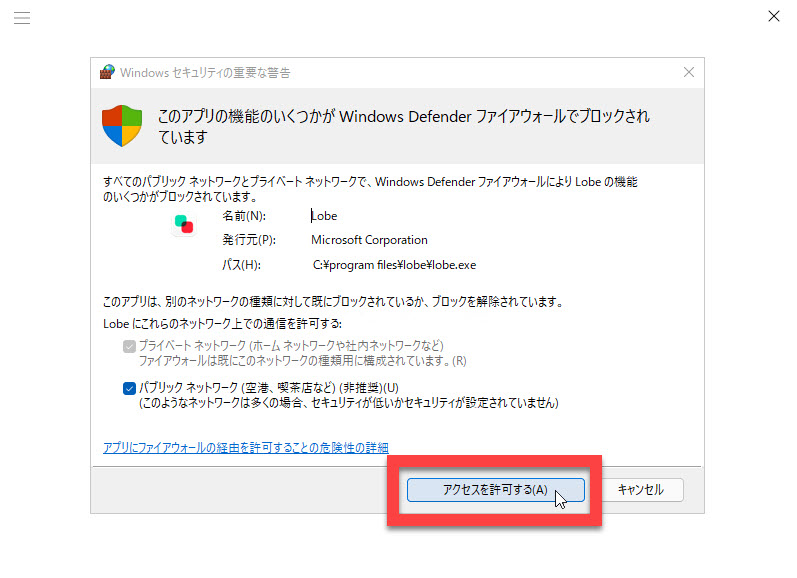 Windows セキュリティの重要な警告
このアプリの機能のいくつかが Windows Defender ファイアウォールでブロックされ
ています
すべてのパブリック ネットワークとプライベート ネットワークで、Windows Defender ファイアウォールにより Lobe の機能
のいくつかがブロックされています。
名前(N): Lobe
発行元(P): Microsoft Corporation
パス(H): C:¥program files¥lobe¥lobe.exe
このアプリは、別のネットワークの種類に対して既にブロックされているか、ブロックを解除されています。
Lobe にこれらのネットワーク上での通信を許可する:
プライベート ネットワーク (ホーム ネットワークや社内ネットワークなど)
ファイアウォールは既にこのネットワークの種類用に構成されています。(R)
パブリック ネットワーク (空港、喫茶店など) (非推奨)(U)
(このようなネットワークは多くの場合、セキュリティが低いかセキュリティが設定されていません)
アプリにファイアウォールの経由を許可することの危険性の詳細
アクセスを許可する(A) キャンセル